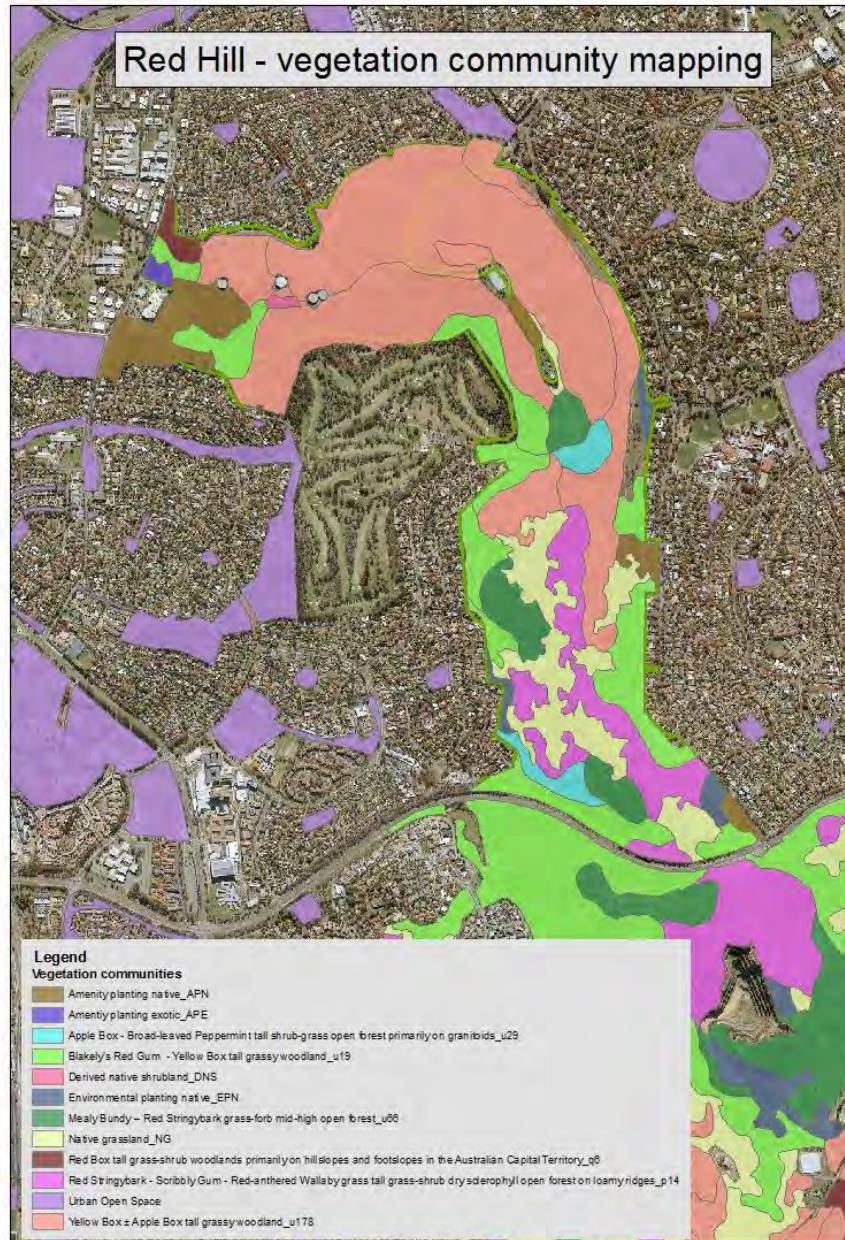 Red Hill - vegetation community mapping
Legend
Vegetation communities
Amenity planting native_APN
Amentiy planting exotic_APE
Apple Box - Broad-leaved Peppermint tall shrub-grass open forest primarily on granitoids_u29
Blakely's Red Gum - Yellow Box tall grassy woodland_u19
Derived native shrubland_DNS
Environmental planting native_EPN
Mealy Bundy – Red Stringybark grass-forb mid-high open forest_u66
Native grassland_NG
Red Box tall grass-shrub woodlands primarily on hillslopes and footslopes in the Australian Capital Territory_q6
Red Stringybark - Scribbly Gum - Red-anthered Wallaby grass tall grass-shrub dry sclerophyll open forest on loamy ridges_p14
Urban Open Space
Yellow Box ± Apple Box tall grassy woodland_u178